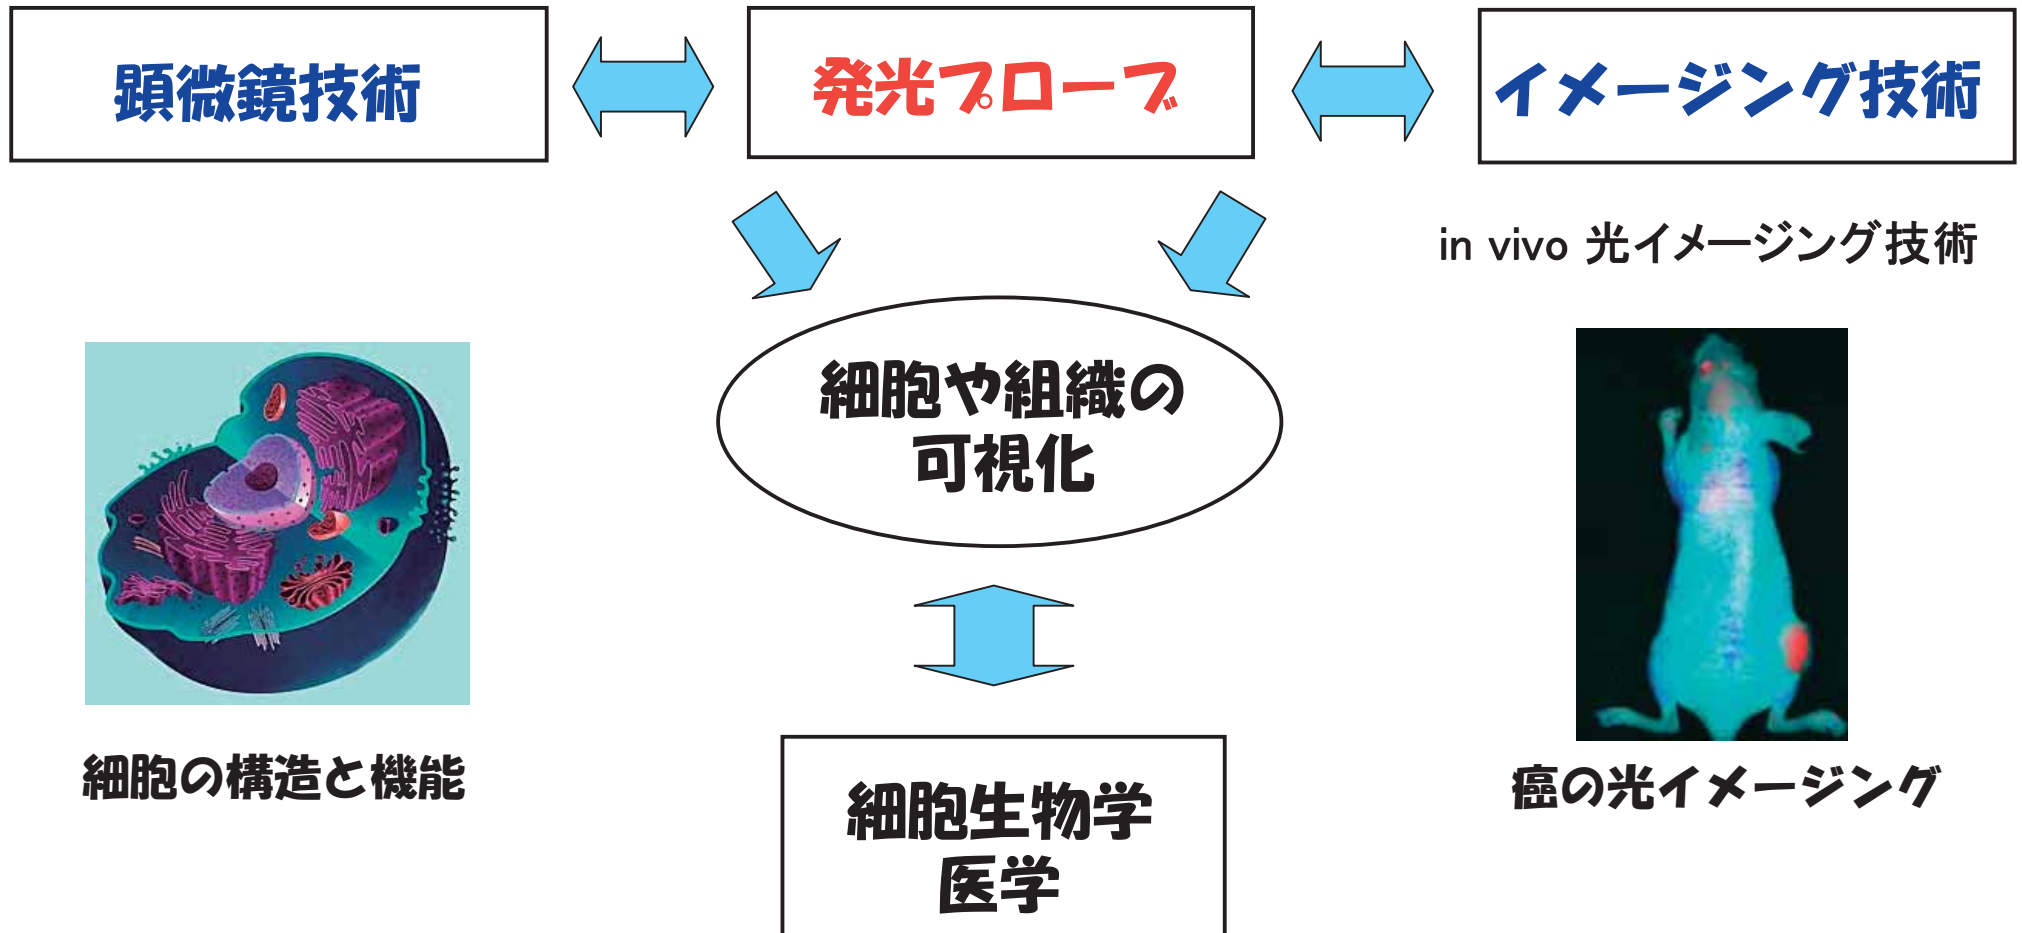 顕微鏡技術
発光プローブ
イメージング技術
in vivo 光イメージング技術
細胞や組織の
可視化
細胞の構造と機能
癌の光イメージング
細胞生物学
医学